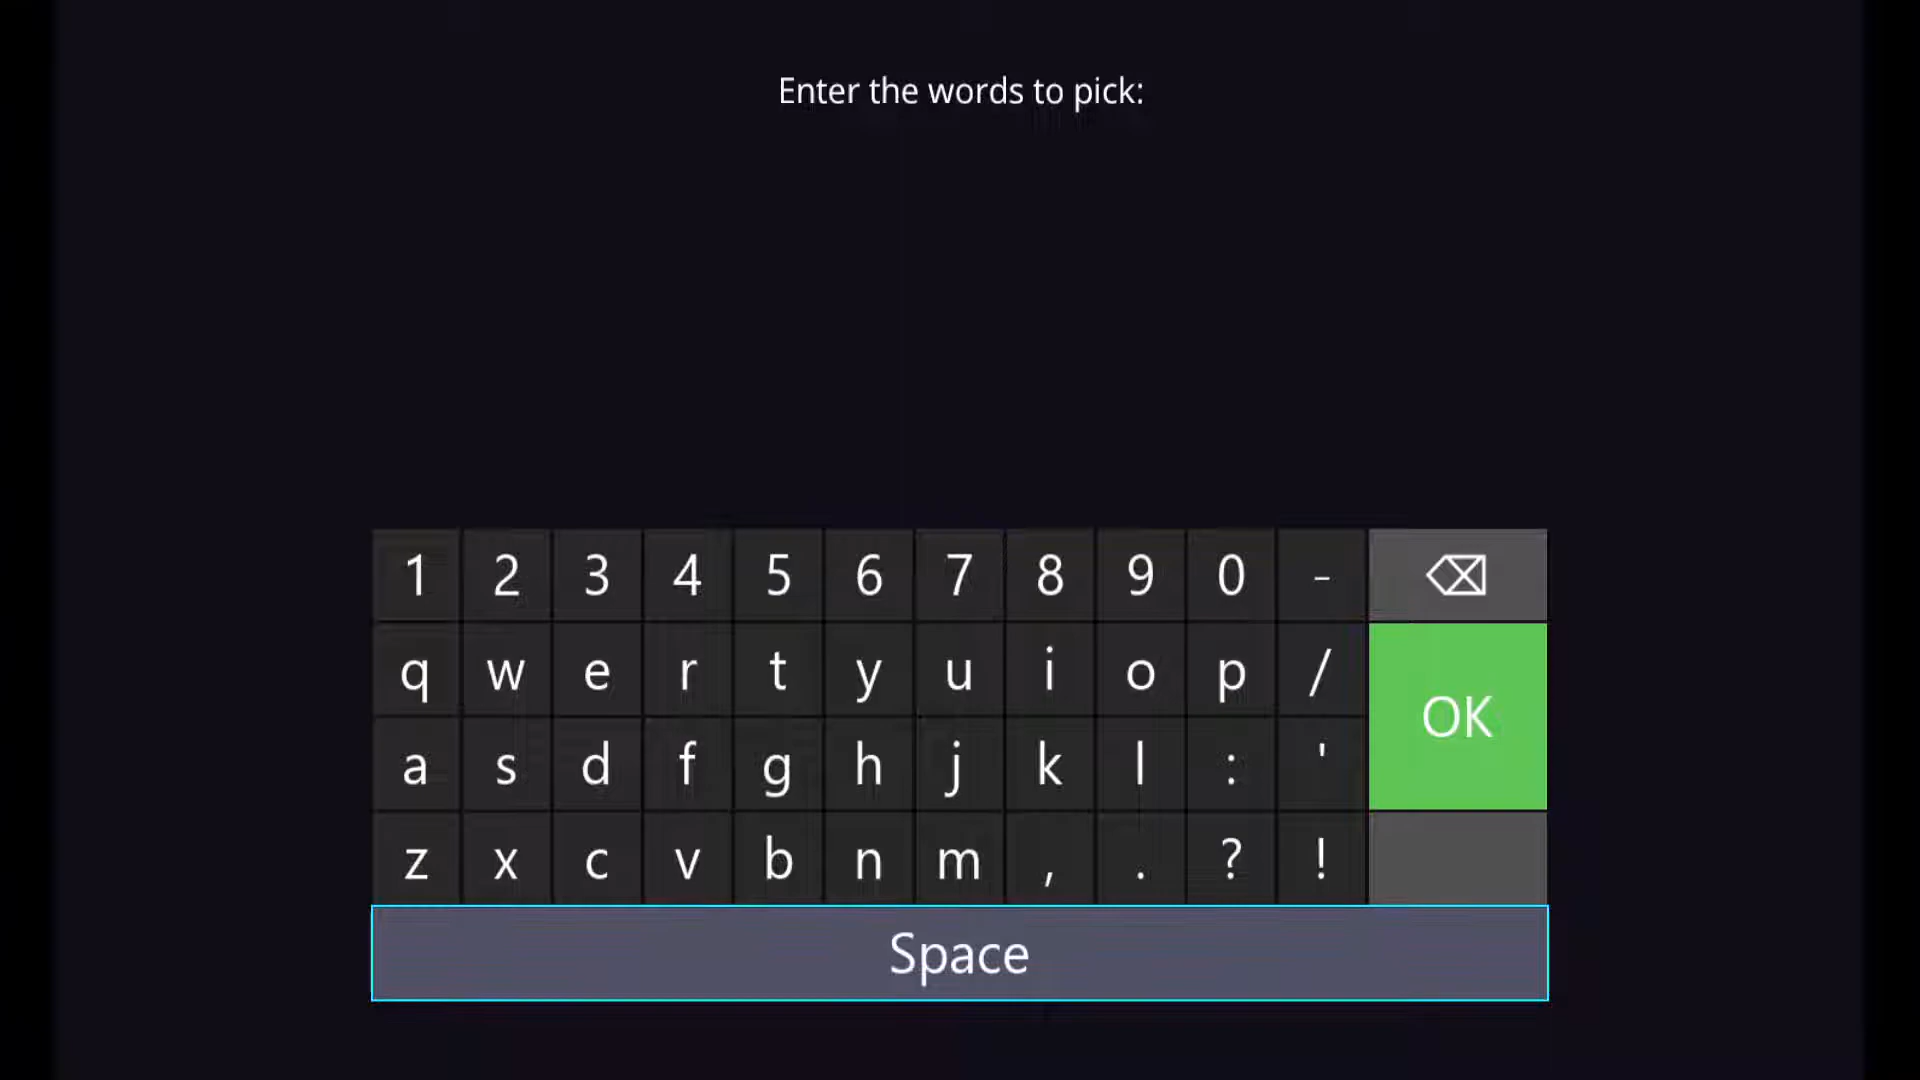 Enter the words to pick:
1 2 3 4 5 6 7 8 9 0 - ⌫
q w e r t y u i o p /
OK
a s d f g h j k l : '
z x c v b n m , . ? !
Space